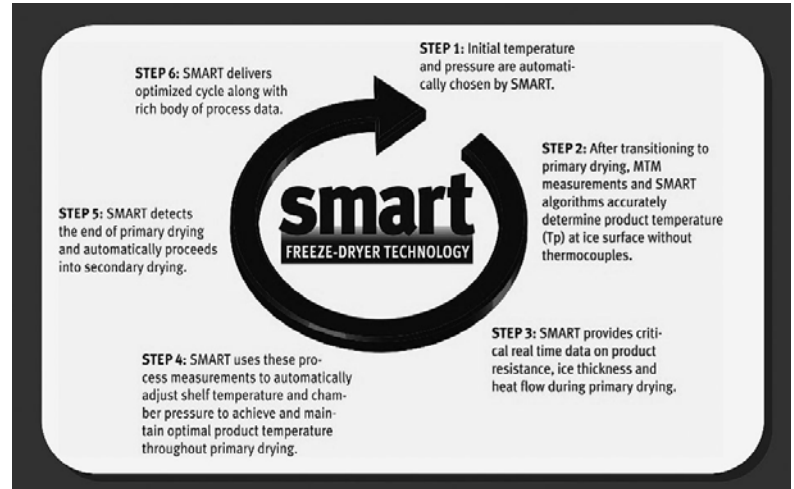 STEP 1: Initial temperature
and pressure are automati-
cally chosen by SMART.
STEP 2: After transitioning to
primary drying, MTM
measurements and SMART
algorithms accurately
determine product temperature
(Tp) at ice surface without
thermocouples.
STEP 3: SMART provides criti-
cal real time data on product
resistance, ice thickness and
heat flow during primary drying.
STEP 4: SMART uses these pro-
cess measurements to automatically
adjust shelf temperature and cham-
ber pressure to achieve and main-
tain optimal product temperature
throughout primary drying.
STEP 5: SMART detects
the end of primary drying
and automatically proceeds
into secondary drying.
STEP 6: SMART delivers
optimized cycle along with
rich body of process data.
smart
FREEZE-DRYER TECHNOLOGY